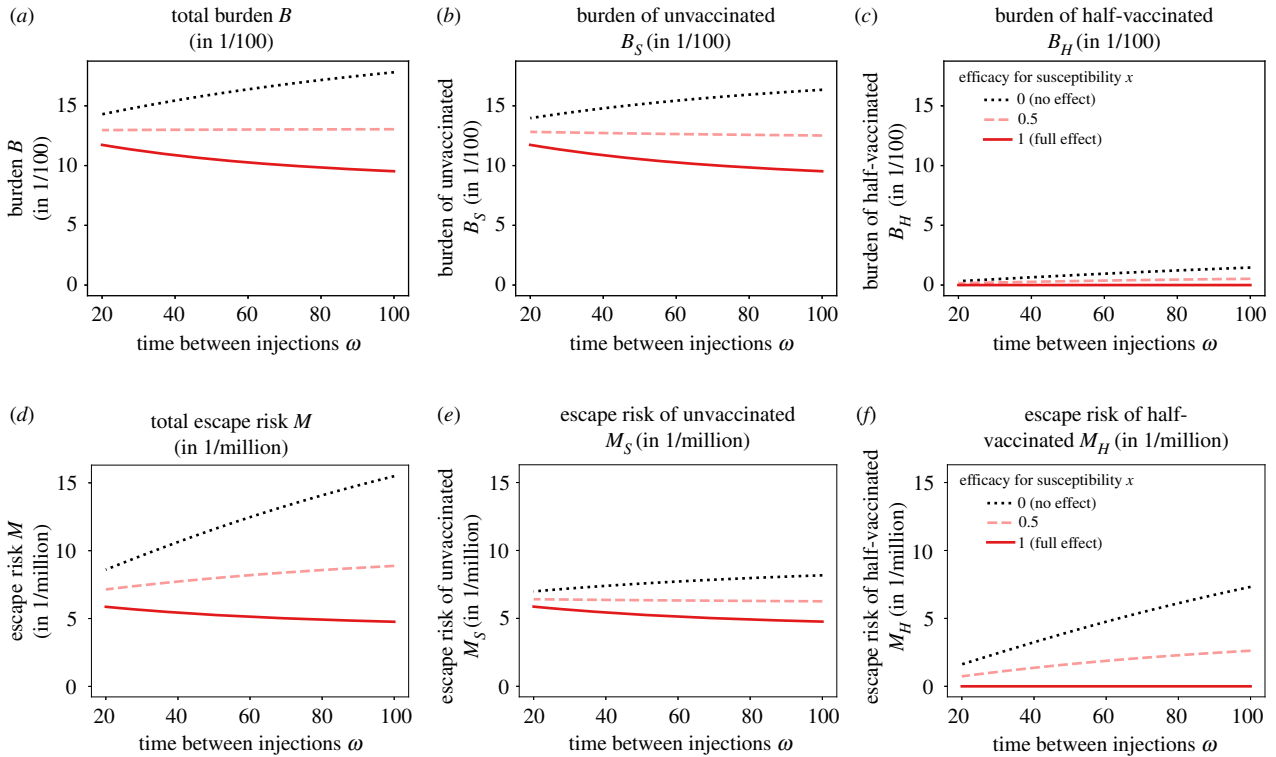 (a)
total burden B
(in 1/100)
burden B
(in 1/100)
15
10
5
0
20
40
60
80
100
time between injections ω
(b)
burden of unvaccinated
B_S (in 1/100)
burden of unvaccinated
B_S (in 1/100)
15
10
5
0
20
40
60
80
100
time between injections ω
(c)
burden of half-vaccinated
B_H (in 1/100)
burden of half-vaccinated
B_H (in 1/100)
15
10
5
0
efficacy for susceptibility x
0 (no effect)
0.5
1 (full effect)
20
40
60
80
100
time between injections ω
(d)
total escape risk M
(in 1/million)
escape risk M
(in 1/million)
15
10
5
0
20
40
60
80
100
time between injections ω
(e)
escape risk of unvaccinated
M_S (in 1/million)
escape risk of unvaccinated
M_S (in 1/million)
15
10
5
0
20
40
60
80
100
time between injections ω
(f)
escape risk of half-
vaccinated M_H (in 1/million)
escape risk of half-vaccinated
M_H (in 1/million)
15
10
5
0
efficacy for susceptibility x
0 (no effect)
0.5
1 (full effect)
20
40
60
80
100
time between injections ω